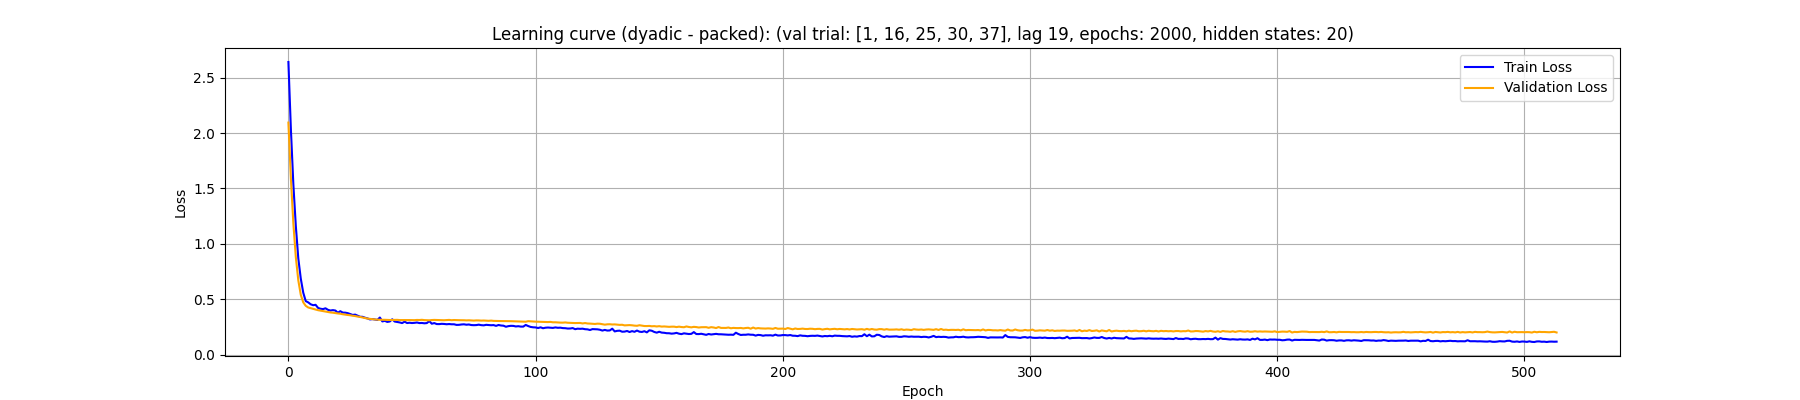 Learning curve (dyadic - packed): (val trial: [1, 16, 25, 30, 37], lag 19, epochs: 2000, hidden states: 20)
Train Loss
Validation Loss
2.5
2.0
1.5
1.0
0.5
0.0
Loss
0 100 200 300 400 500
Epoch